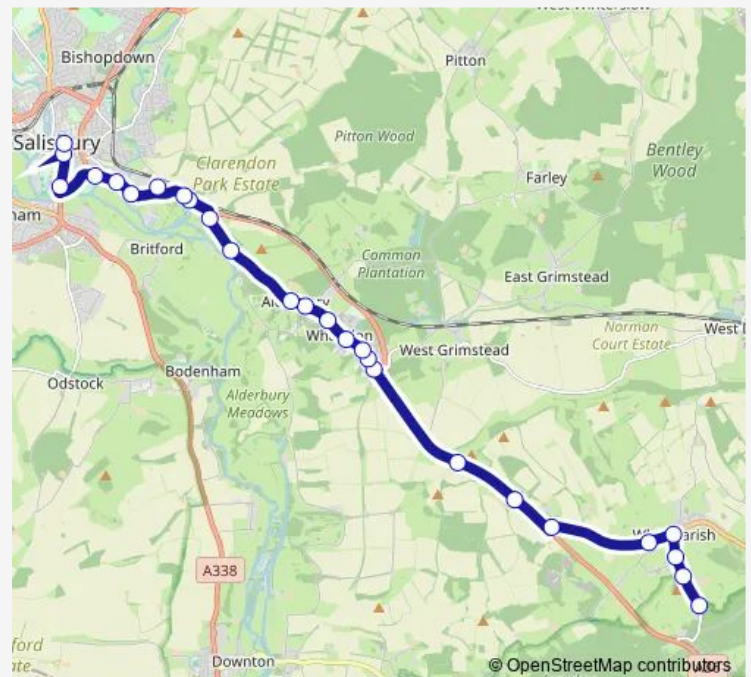 Bishopdown
Pitton
Salisbury
Pitton Wood
Bentley
Wood
Clarendon
Park Estate
Farley
Britford
Common
Plantation
East Grimstead
Norman
Court Estate
West Grimstead
Odstock
Bodenham
Alderbury
Meadows
A338
Downton
© OpenStreetMap contributors